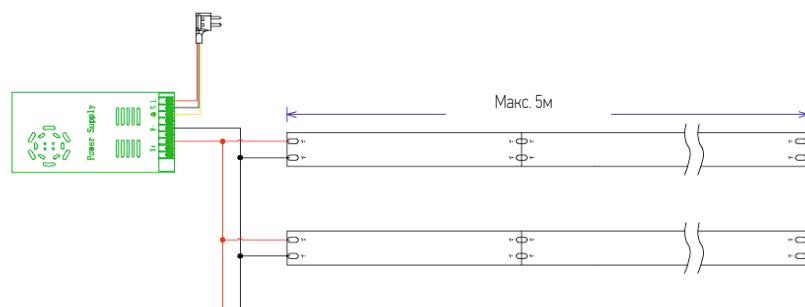 Макс. 5м
Power Supply
L
N
V-
V+
V+
V-
V+ V+
V- V-
V+
V-
V+
V-
V+ V+
V- V-
V+
V-